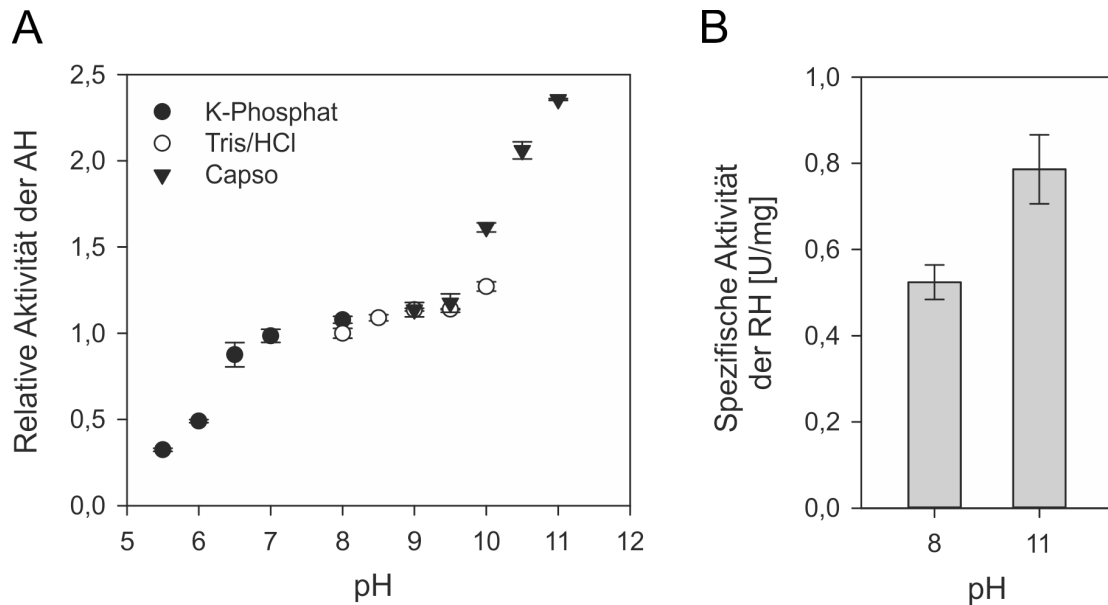 A
Relative Aktivität der AH
2,5
2,0
1,5
1,0
0,5
0,0
K-Phosphat
Tris/HCl
Capso
5 6 7 8 9 10 11 12
pH
B
Spezifische Aktivität
der RH [U/mg]
1,0
0,8
0,6
0,4
0,2
0,0
8 11
pH